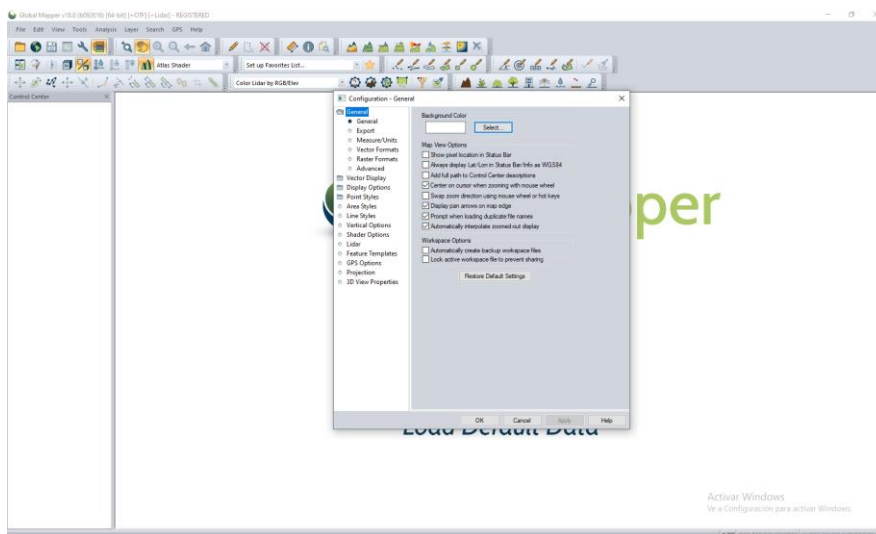 Global Mapper v18.0 (b092616) [64-bit] [+OTF] [+Lidar] - REGISTERED
File Edit View Tools Analysis Layer Search GPS Help
Atlas Shader
Set up Favorites List...
Color Lidar by RGB/Elev
Control Center
Configuration - General
General
General
Export
Measure/Units
Vector Formats
Raster Formats
Advanced
Vector Display
Display Options
Point Styles
Area Styles
Line Styles
Vertical Options
Shader Options
Lidar
Feature Templates
GPS Options
Projection
3D View Properties
Background Color
Select...
Map View Options
Show pixel location in Status Bar
Always display Lat/Lon in Status Bar/Info as WGS84
Add full path to Control Center descriptions
Center on cursor when zooming with mouse wheel
Swap zoom direction using mouse wheel or hot keys
Display pan arrows on map edge
Prompt when loading duplicate file names
Automatically interpolate zoomed out display
Workspace Options
Automatically create backup workspace files
Lock active workspace file to prevent sharing
Restore Default Settings
OK Cancel Apply Help
per
Load Default Data
Activar Windows
Ve a Configuración para activar Windows.